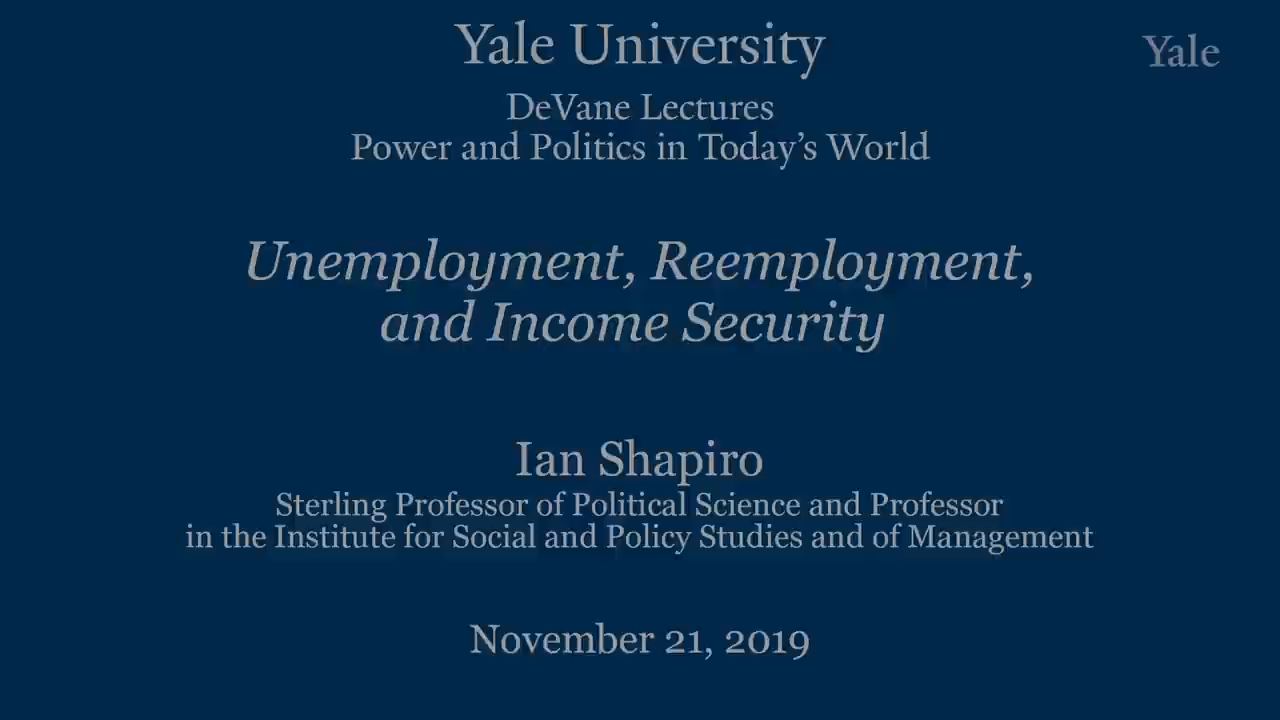 Yale University
Yale
DeVane Lectures
Power and Politics in Today’s World
Unemployment, Reemployment,
and Income Security
Ian Shapiro
Sterling Professor of Political Science and Professor
in the Institute for Social and Policy Studies and of Management
November 21, 2019